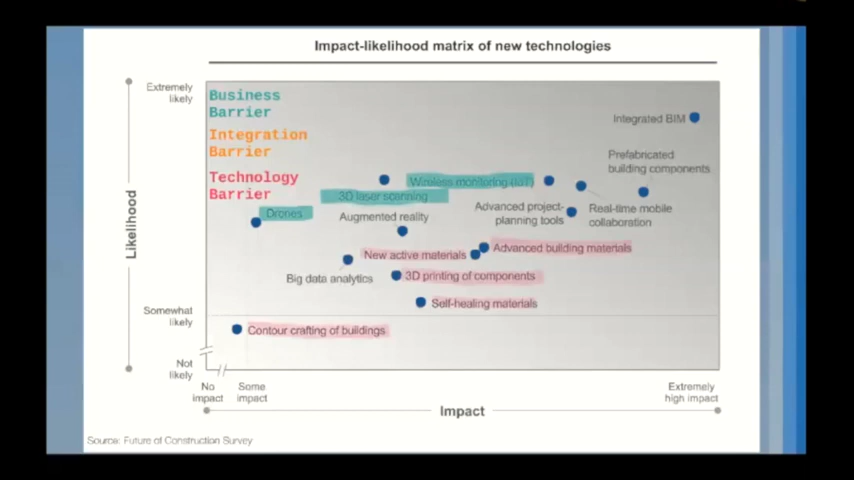 Impact-likelihood matrix of new technologies
Extremely
likely
Business
Barrier
Integration
Barrier
Technology
Barrier
Integrated BIM
Prefabricated
building components
Wireless monitoring (IoT)
3D laser scanning
Drones
Augmented reality
Advanced project-
planning tools
Real-time mobile
collaboration
New active materials
Advanced building materials
Big data analytics
3D printing of components
Self-healing materials
Somewhat
likely
Contour crafting of buildings
Not
likely
Likelihood
No
impact
Some
impact
Extremely
high impact
Impact
Source: Future of Construction Survey